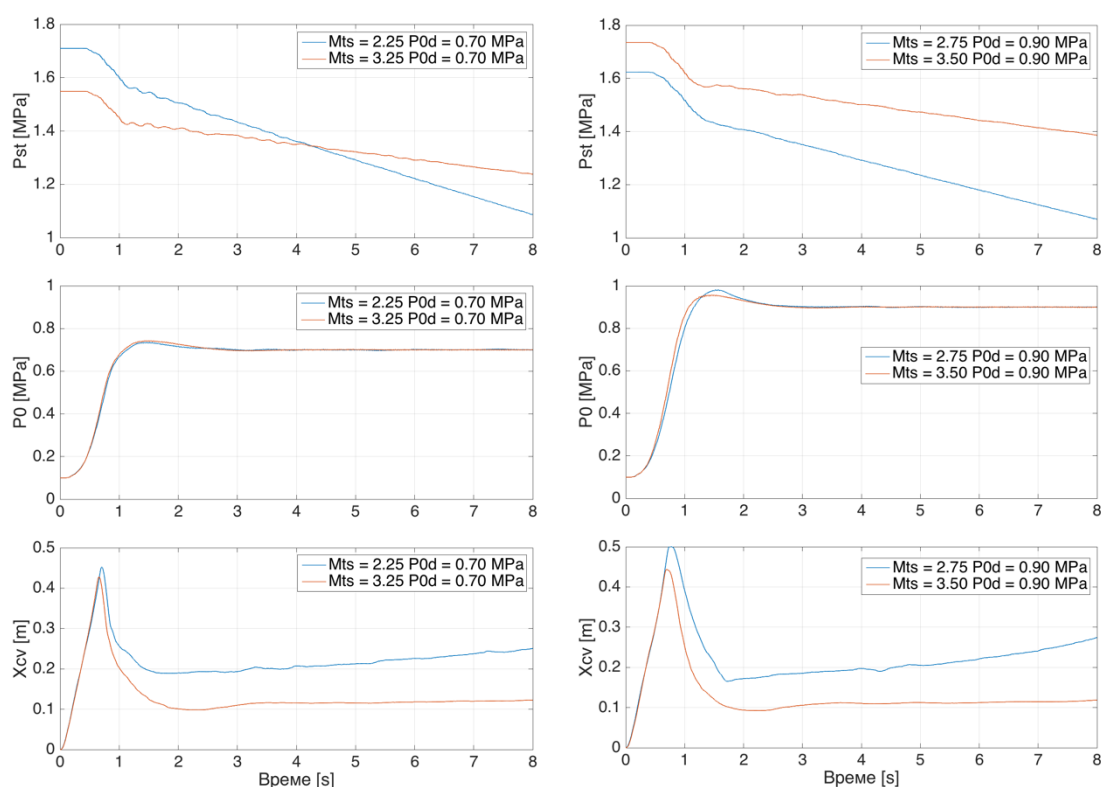 1.8
1.6
1.4
1.2
1
Pst [MPa]
0 1 2 3 4 5 6 7 8
Mts = 2.25 P0d = 0.70 MPa
Mts = 3.25 P0d = 0.70 MPa
1.8
1.6
1.4
1.2
1
Pst [MPa]
0 1 2 3 4 5 6 7 8
Mts = 2.75 P0d = 0.90 MPa
Mts = 3.50 P0d = 0.90 MPa
1
0.8
0.6
0.4
0.2
0
P0 [MPa]
0 1 2 3 4 5 6 7 8
Mts = 2.25 P0d = 0.70 MPa
Mts = 3.25 P0d = 0.70 MPa
1
0.8
0.6
0.4
0.2
0
P0 [MPa]
0 1 2 3 4 5 6 7 8
Mts = 2.75 P0d = 0.90 MPa
Mts = 3.50 P0d = 0.90 MPa
0.5
0.4
0.3
0.2
0.1
0
Xcv [m]
0 1 2 3 4 5 6 7 8
Време [s]
Mts = 2.25 P0d = 0.70 MPa
Mts = 3.25 P0d = 0.70 MPa
0.5
0.4
0.3
0.2
0.1
0
Xcv [m]
0 1 2 3 4 5 6 7 8
Време [s]
Mts = 2.75 P0d = 0.90 MPa
Mts = 3.50 P0d = 0.90 MPa